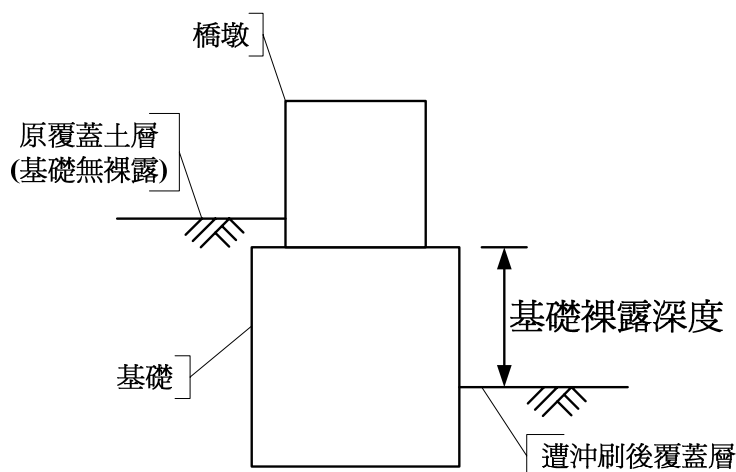 橋墩
原覆蓋土層
(基礎無裸露)
基礎裸露深度
基礎
遭沖刷後覆蓋層